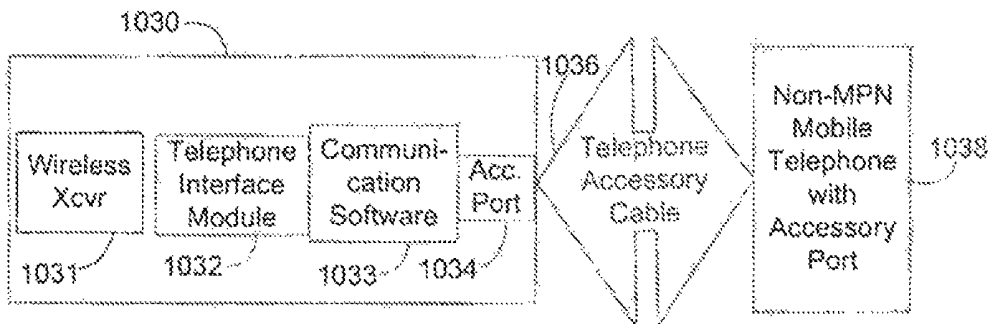 1030
1036
Wireless
Xcvr
Telephone
Interface
Module
Communi-
cation
Software
Acc.
Port
Telephone
Accessory
Cable
Non-MPN
Mobile
Telephone
with
Accessory
Port
1038
1031
1032
1033
1034